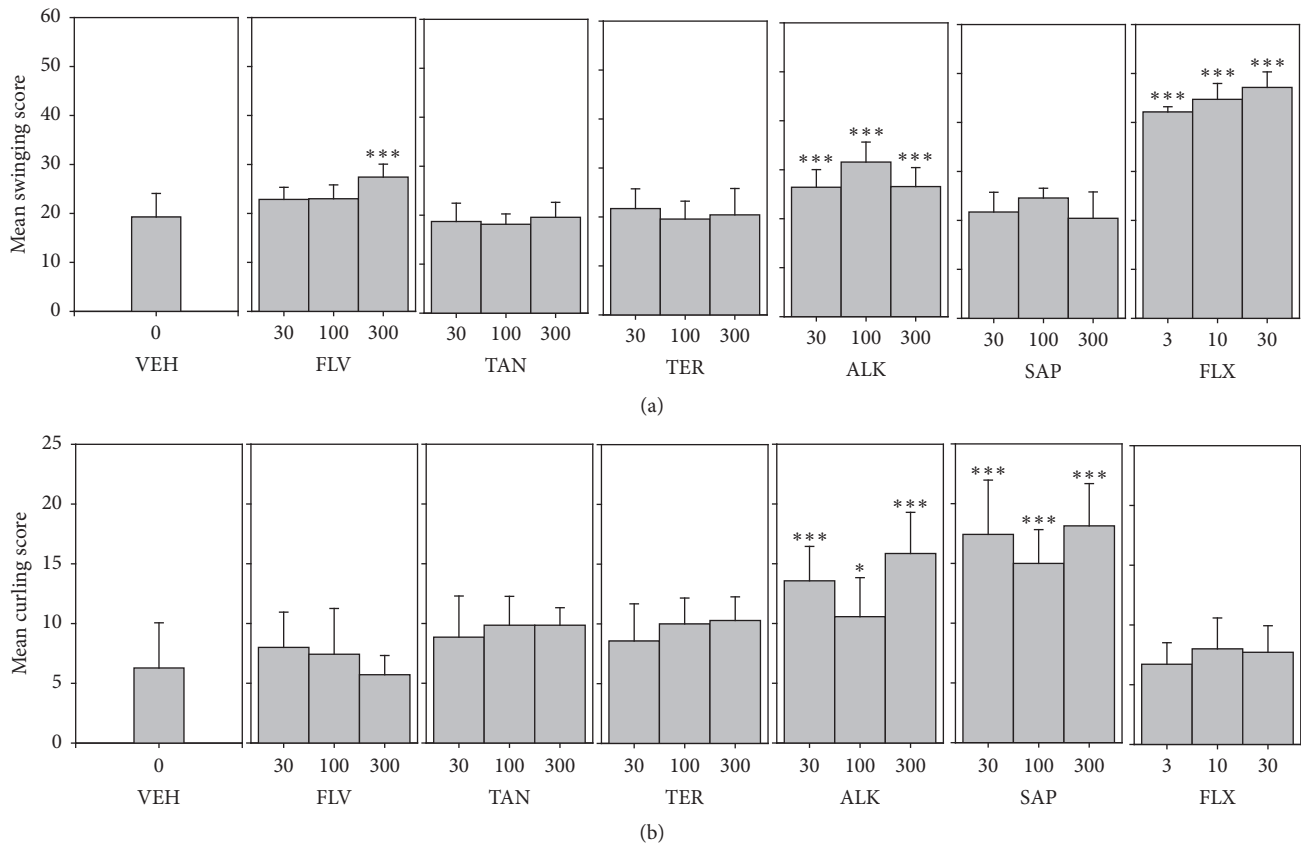 60
50
40
30
20
10
0
Mean swinging score
***
*** *** ***
*** *** ***
0 30 100 300 30 100 300 30 100 300 30 100 300 30 100 300 3 10 30
VEH FLV TAN TER ALK SAP FLX
(a)
25
20
15
10
5
0
Mean curling score
*** * ***
*** *** ***
0 30 100 300 30 100 300 30 100 300 30 100 300 30 100 300 3 10 30
VEH FLV TAN TER ALK SAP FLX
(b)